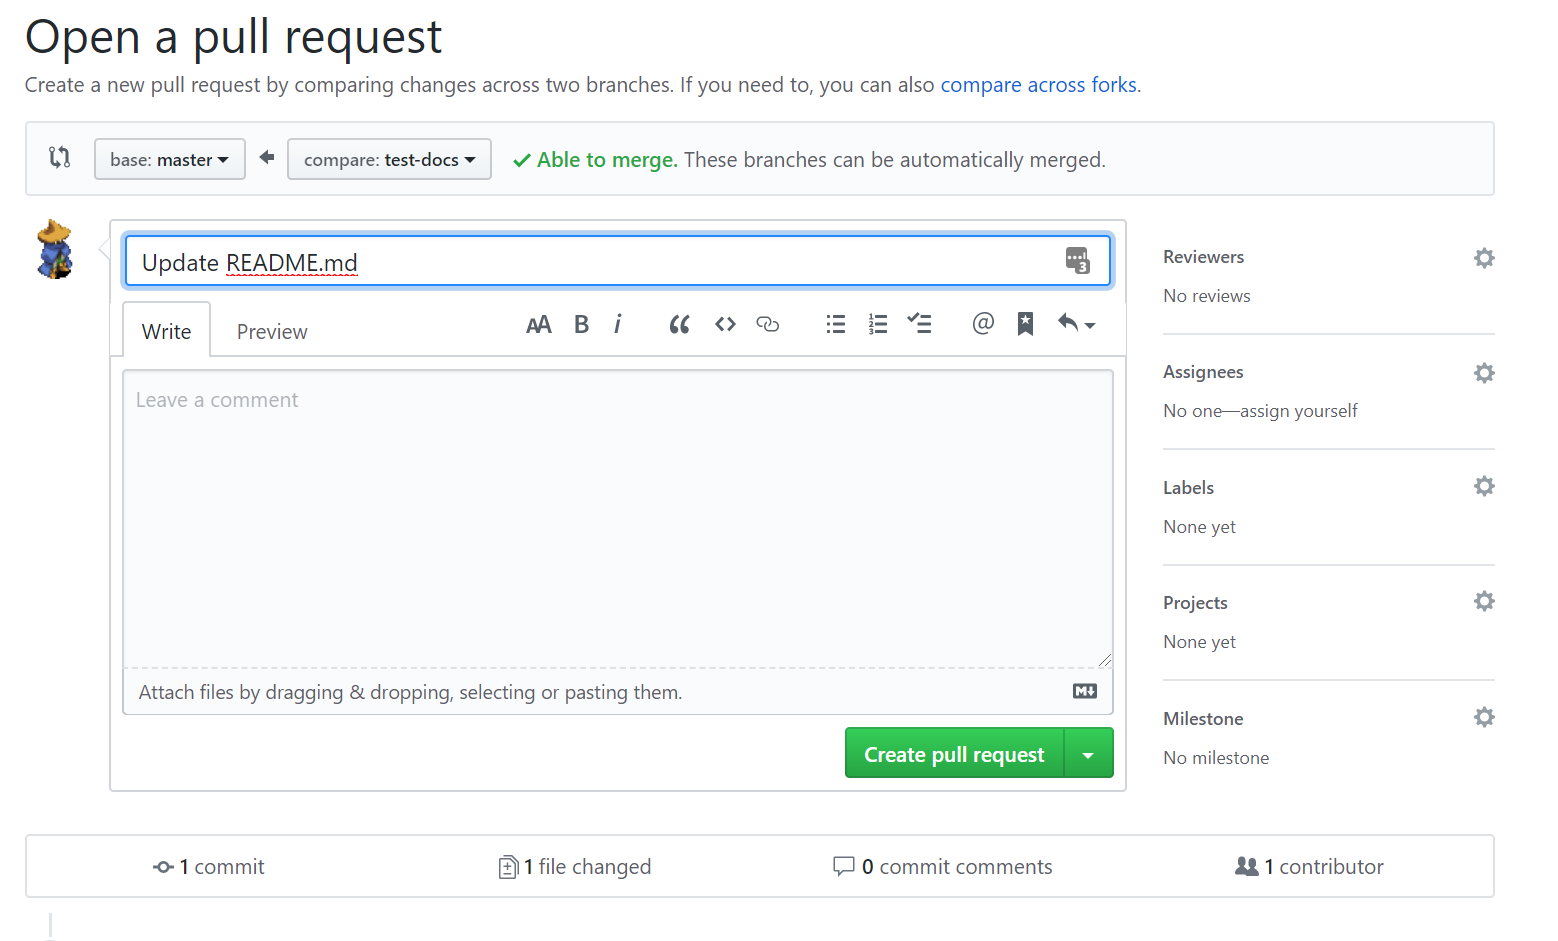 Open a pull request
Create a new pull request by comparing changes across two branches. If you need to, you can also compare across forks.
base: master compare: test-docs Able to merge. These branches can be automatically merged.
Update README.md 3
Write Preview AA B i @
Leave a comment
Attach files by dragging & dropping, selecting or pasting them. M
Create pull request
Reviewers
No reviews
Assignees
No one—assign yourself
Labels
None yet
Projects
None yet
Milestone
No milestone
1 commit 1 file changed 0 commit comments 1 contributor